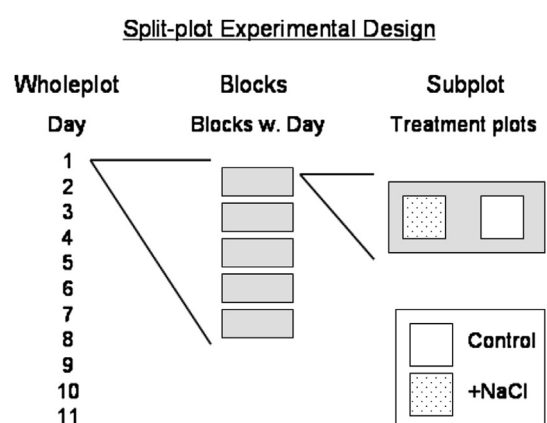 Split-plot Experimental Design
Wholeplot
Day
1
2
3
4
5
6
7
8
9
10
11
Blocks
Blocks w. Day
Subplot
Treatment plots
Control
+NaCl